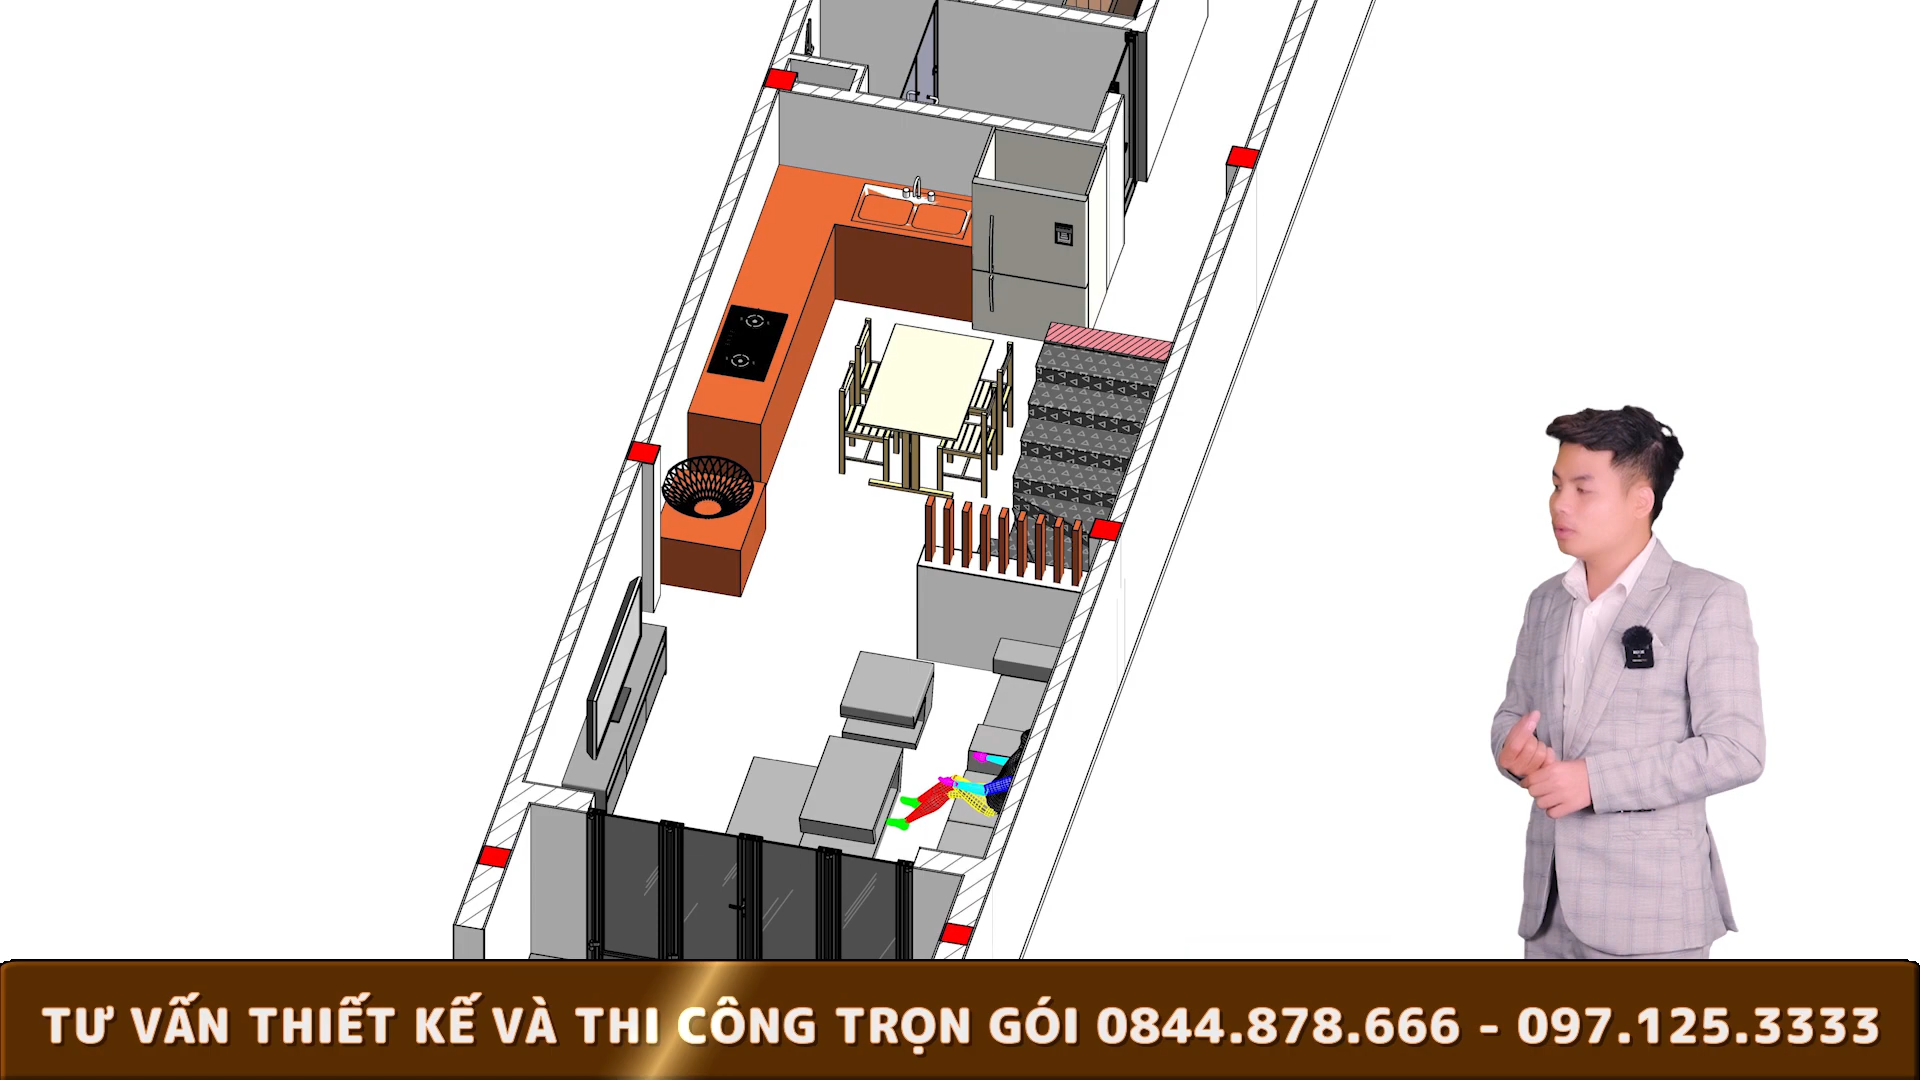 TƯ VẤN THIẾT KẾ VÀ THI CÔNG TRỌN GÓI 0844.878.666 - 097.125.3333